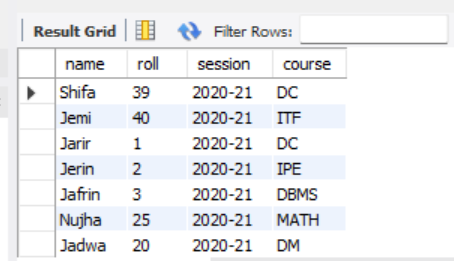 Result Grid Filter Rows:
name roll session course
Shifa 39 2020-21 DC
Jemi 40 2020-21 ITF
Jarir 1 2020-21 DC
Jerin 2 2020-21 IPE
Jafrin 3 2020-21 DBMS
Nujha 25 2020-21 MATH
Jadwa 20 2020-21 DM